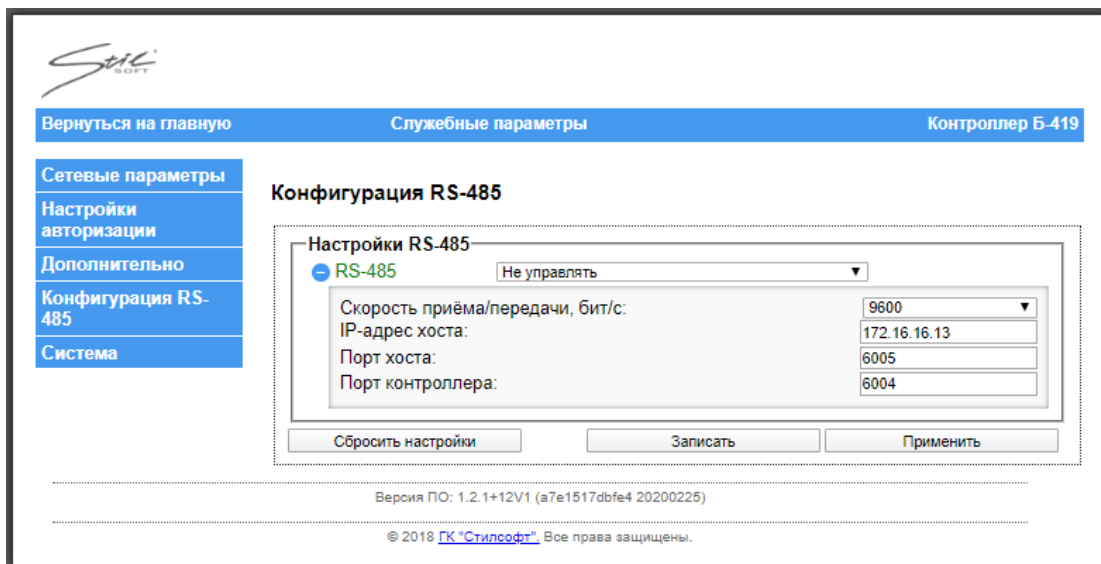 Stil
SOFT
Вернуться на главную Служебные параметры Контроллер Б-419
Сетевые параметры
Настройки
авторизации
Дополнительно
Конфигурация RS-
485
Система
Конфигурация RS-485
Настройки RS-485
RS-485 Не управлять
Скорость приёма/передачи, бит/с: 9600
IP-адрес хоста: 172.16.16.13
Порт хоста: 6005
Порт контроллера: 6004
Сбросить настройки Записать Применить
Версия ПО: 1.2.1+12V1 (a7e1517dbfe4 20200225)
© 2018 ГК "Стилсофт". Все права защищены.